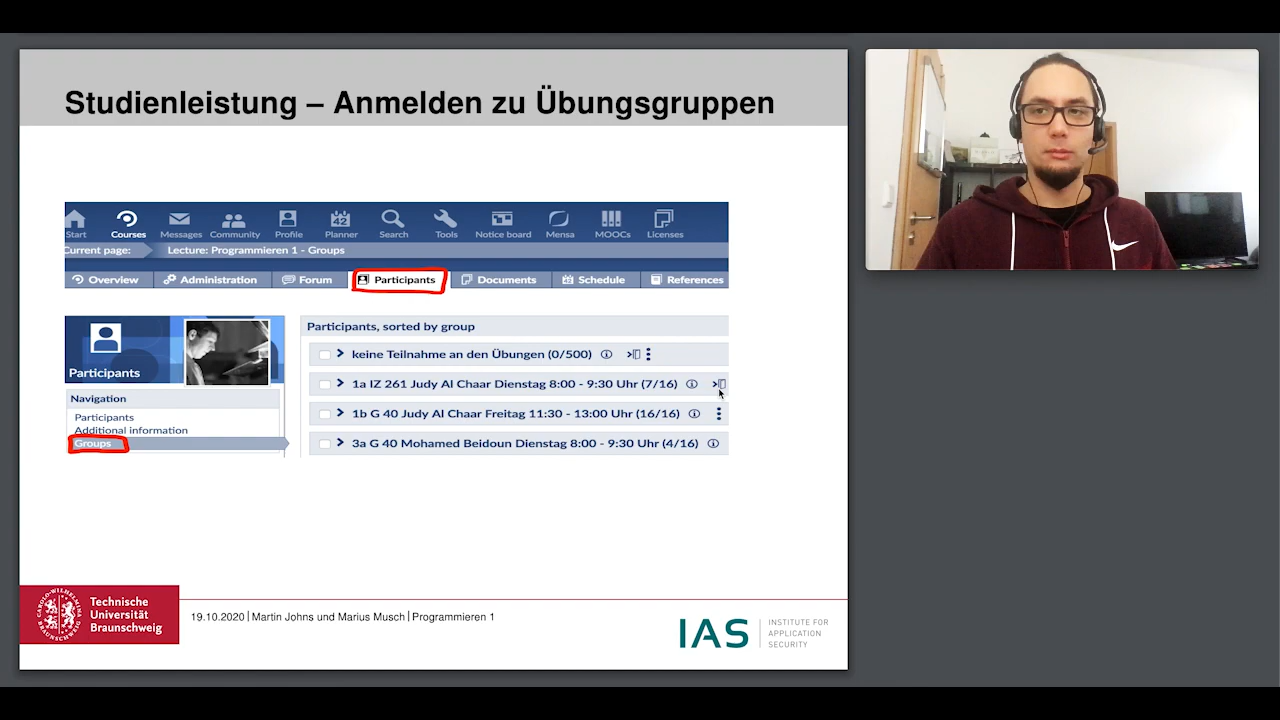 Studienleistung – Anmelden zu Übungsgruppen
Start Courses Messages Community Profile Planner Search Tools Notice board Mensa MOOCs Licenses
Current page: Lecture: Programmieren 1 - Groups
Overview Administration Forum Participants Documents Schedule References
Participants
Navigation
Participants
Additional information
Groups
Participants, sorted by group
keine Teilnahme an den Übungen (0/500)
1a IZ 261 Judy Al Chaar Dienstag 8:00 - 9:30 Uhr (7/16)
1b G 40 Judy Al Chaar Freitag 11:30 - 13:00 Uhr (16/16)
3a G 40 Mohamed Beidoun Dienstag 8:00 - 9:30 Uhr (4/16)
Technische
Universität
Braunschweig
19.10.2020 | Martin Johns und Marius Musch | Programmieren 1
IAS
INSTITUTE FOR
APPLICATION
SECURITY